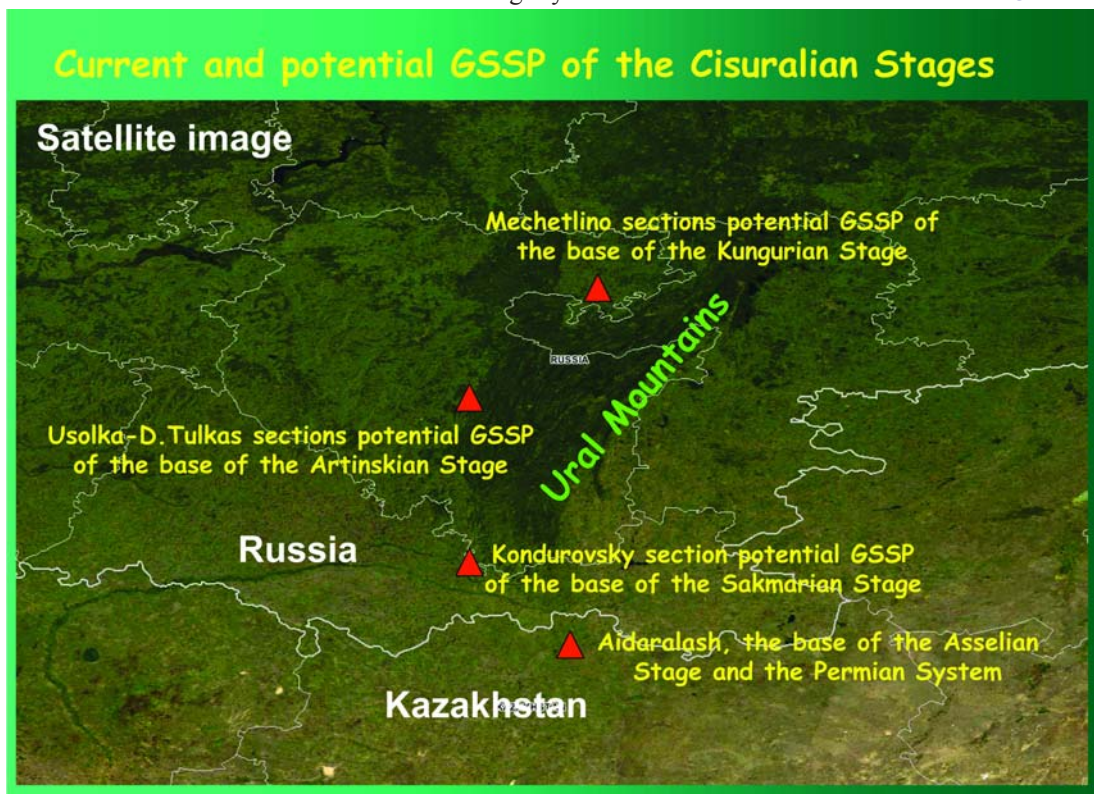 Current and potential GSSP of the Cisuralian Stages
Satellite image
Mechetlino sections potential GSSP of
the base of the Kungurian Stage
RUSSIA
Ural Mountains
Usolka-D.Tulkas sections potential GSSP
of the base of the Artinskian Stage
Russia
Kondurovsky section potential GSSP
of the base of the Sakmarian Stage
Aidaralash, the base of the Asselian
Stage and the Permian System
Kazakhstan